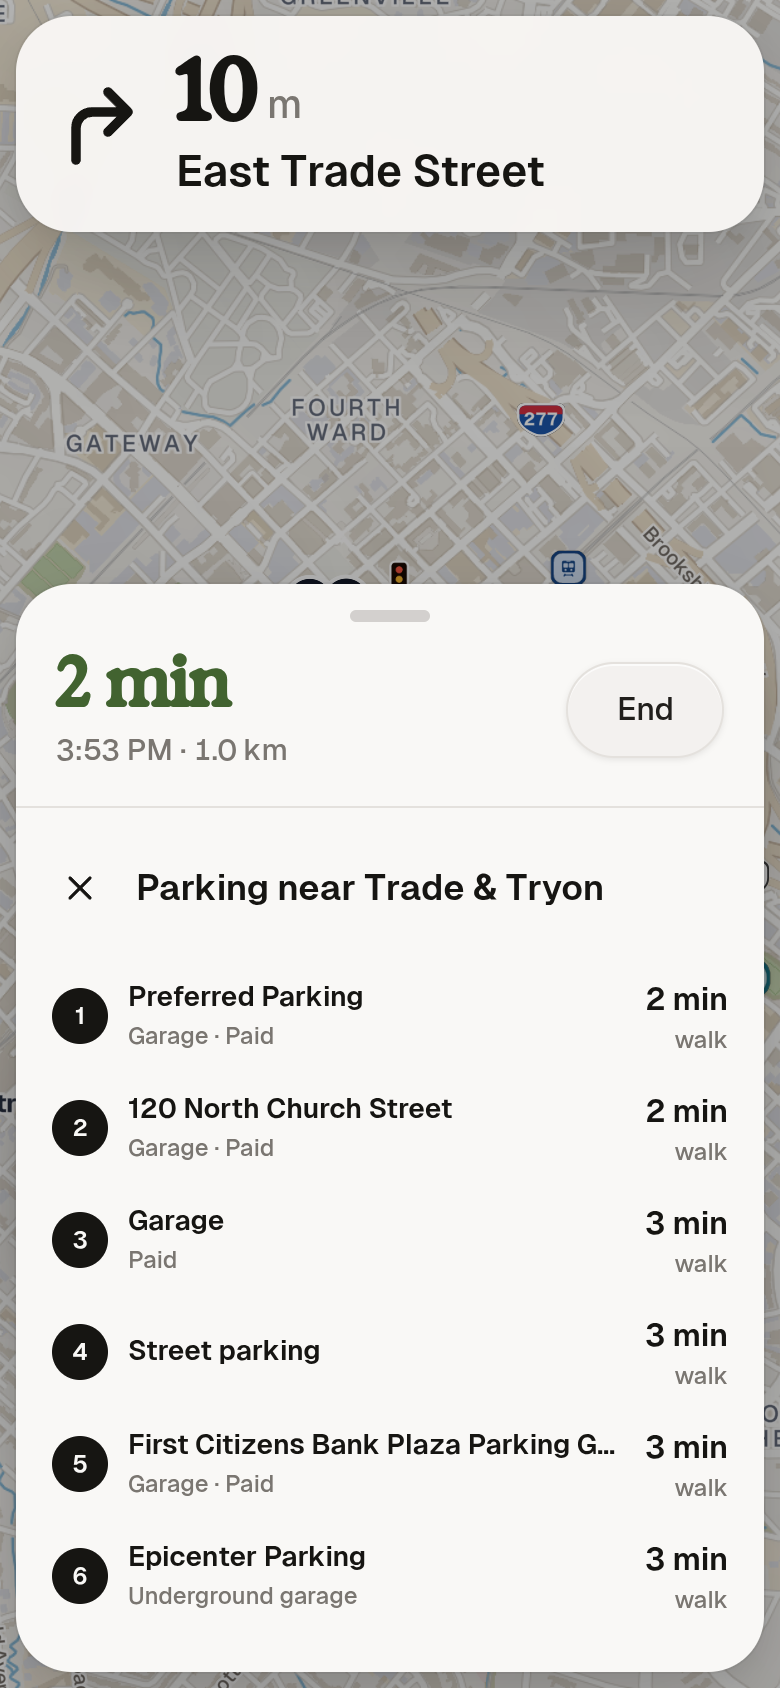 10 m
East Trade Street
FOURTH
WARD
GATEWAY
277
2 min
3:53 PM · 1.0 km
End
Parking near Trade & Tryon
1
Preferred Parking
Garage · Paid
2 min
walk
2
120 North Church Street
Garage · Paid
2 min
walk
3
Garage
Paid
3 min
walk
4
Street parking
3 min
walk
5
First Citizens Bank Plaza Parking G...
Garage · Paid
3 min
walk
6
Epicenter Parking
Underground garage
3 min
walk